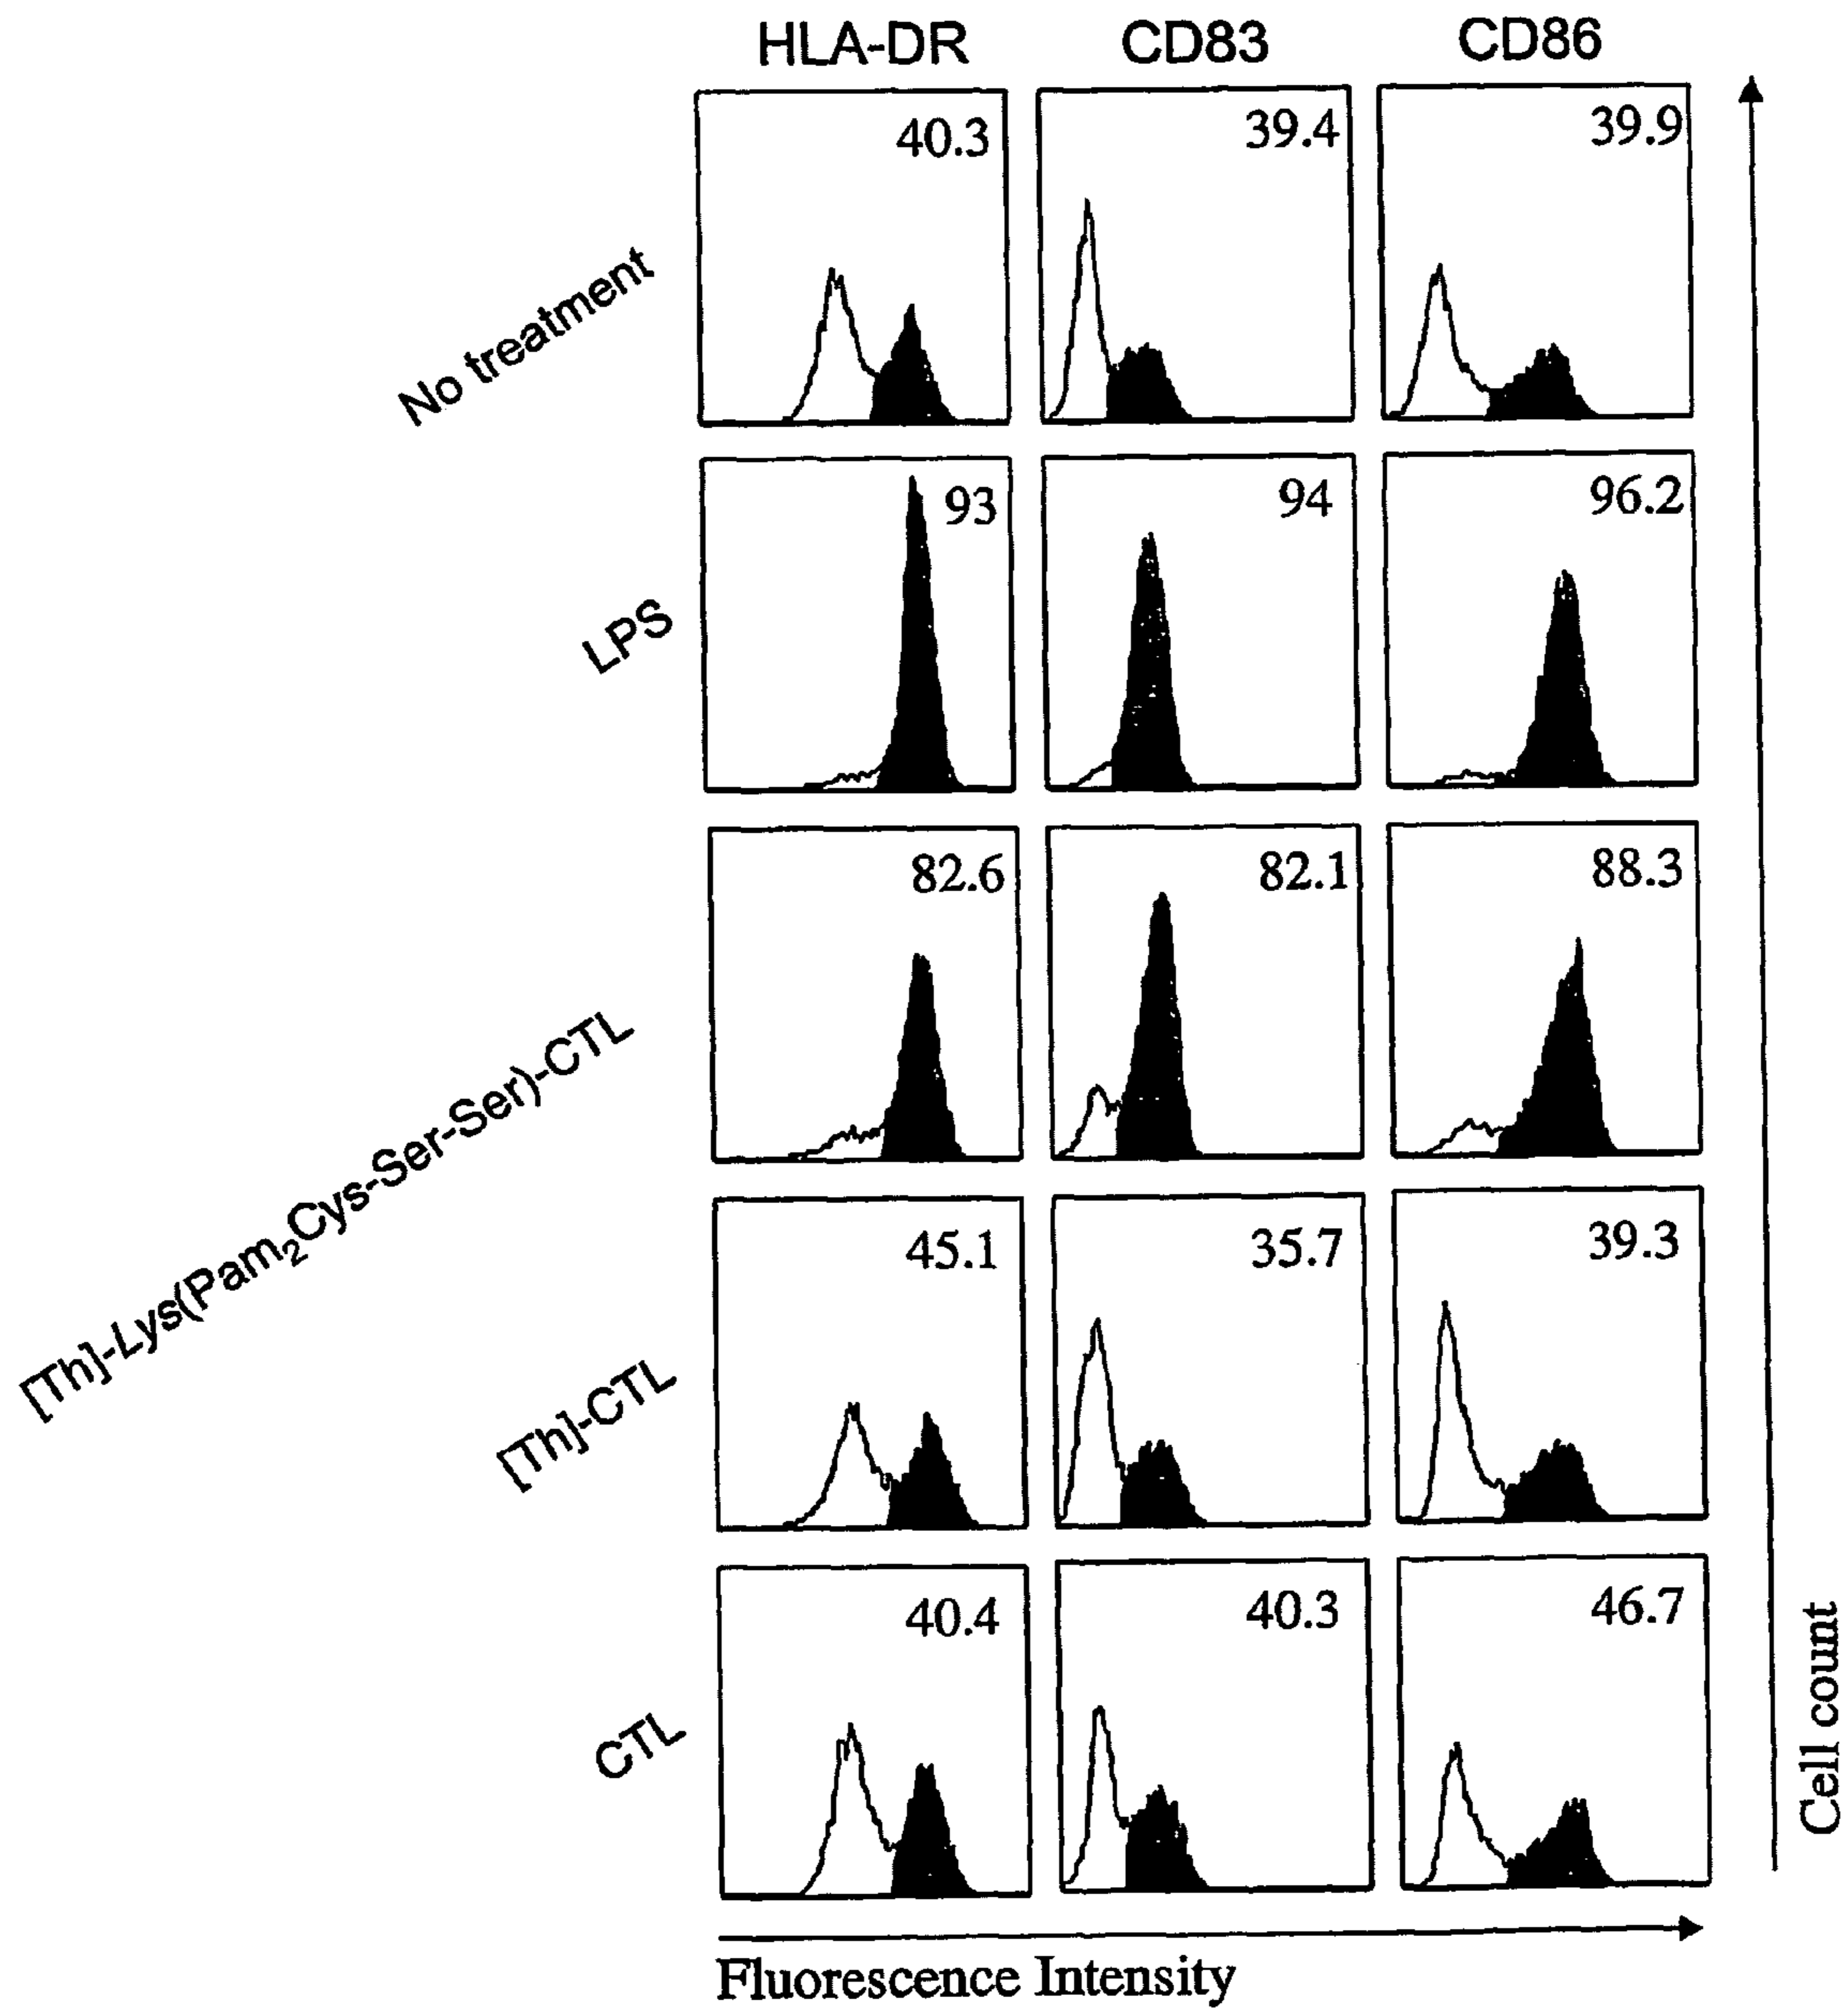 HLA-DR CD83 CD86
No treatment 40.3 39.4 39.9
LPS 93 94 96.2
[Th]-Lys(Pam₂Cys-Ser-Ser)-CTL 82.6 82.1 88.3
[Th]-CTL 45.1 35.7 39.3
CTL 40.4 40.3 46.7
Cell count
Fluorescence Intensity